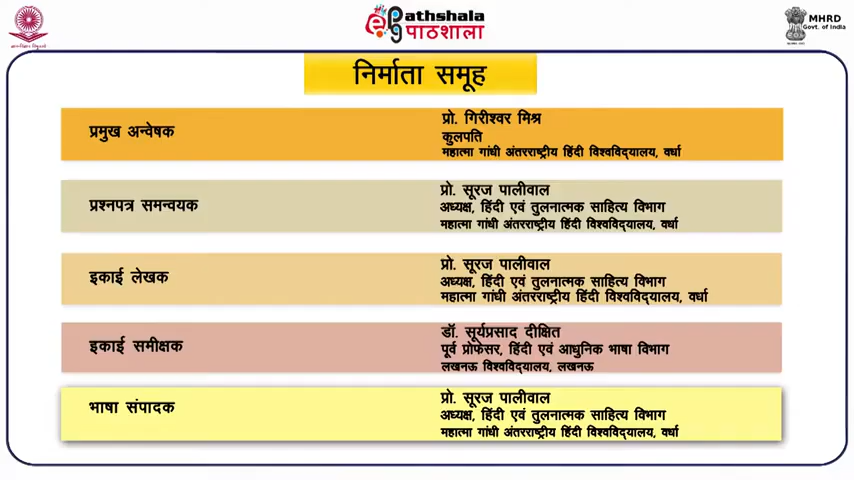 ePathshala
पाठशाला
MHRD
Govt. of India
निर्माता समूह
प्रमुख अन्वेषक
प्रो. गिरीश्वर मिश्र
कुलपति
महात्मा गांधी अंतरराष्ट्रीय हिंदी विश्वविद्यालय, वर्धा
प्रश्नपत्र समन्वयक
प्रो. सूरज पालीवाल
अध्यक्ष, हिंदी एवं तुलनात्मक साहित्य विभाग
महात्मा गांधी अंतरराष्ट्रीय हिंदी विश्वविद्यालय, वर्धा
इकाई लेखक
प्रो. सूरज पालीवाल
अध्यक्ष, हिंदी एवं तुलनात्मक साहित्य विभाग
महात्मा गांधी अंतरराष्ट्रीय हिंदी विश्वविद्यालय, वर्धा
इकाई समीक्षक
डॉ. सूर्यप्रसाद दीक्षित
पूर्व प्रोफेसर, हिंदी एवं आधुनिक भाषा विभाग
लखनऊ विश्वविद्यालय, लखनऊ
भाषा संपादक
प्रो. सूरज पालीवाल
अध्यक्ष, हिंदी एवं तुलनात्मक साहित्य विभाग
महात्मा गांधी अंतरराष्ट्रीय हिंदी विश्वविद्यालय, वर्धा